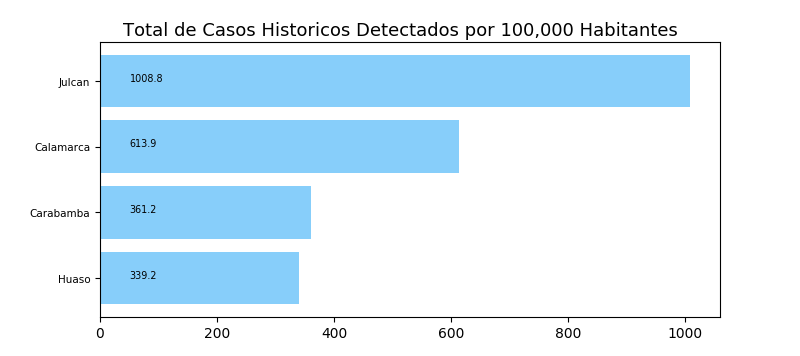 Total de Casos Historicos Detectados por 100,000 Habitantes
Julcan 1008.8
Calamarca 613.9
Carabamba 361.2
Huaso 339.2
0 200 400 600 800 1000